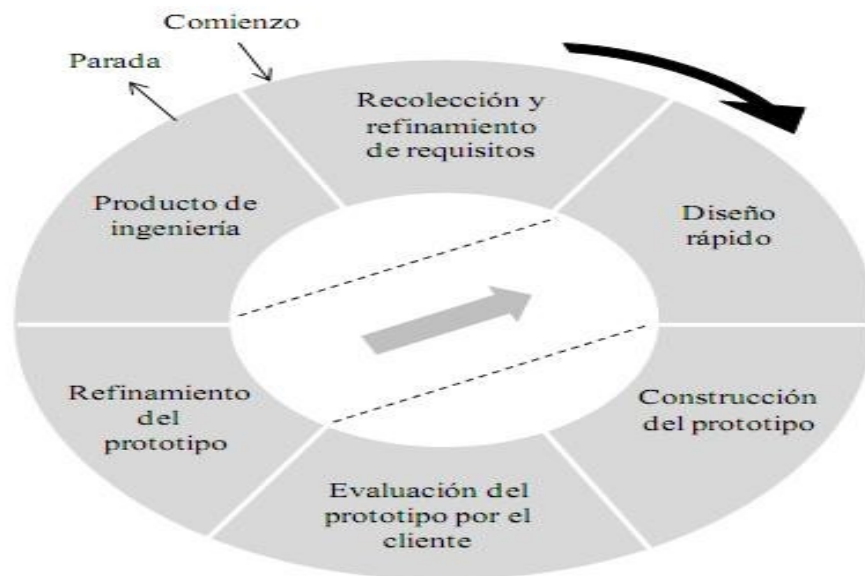 Comienzo
Parada
Recolección y
refinamiento
de requisitos
Diseño
rápido
Construcción
del prototipo
Evaluación del
prototipo por el
cliente
Refinamiento
del
prototipo
Producto de
ingeniería